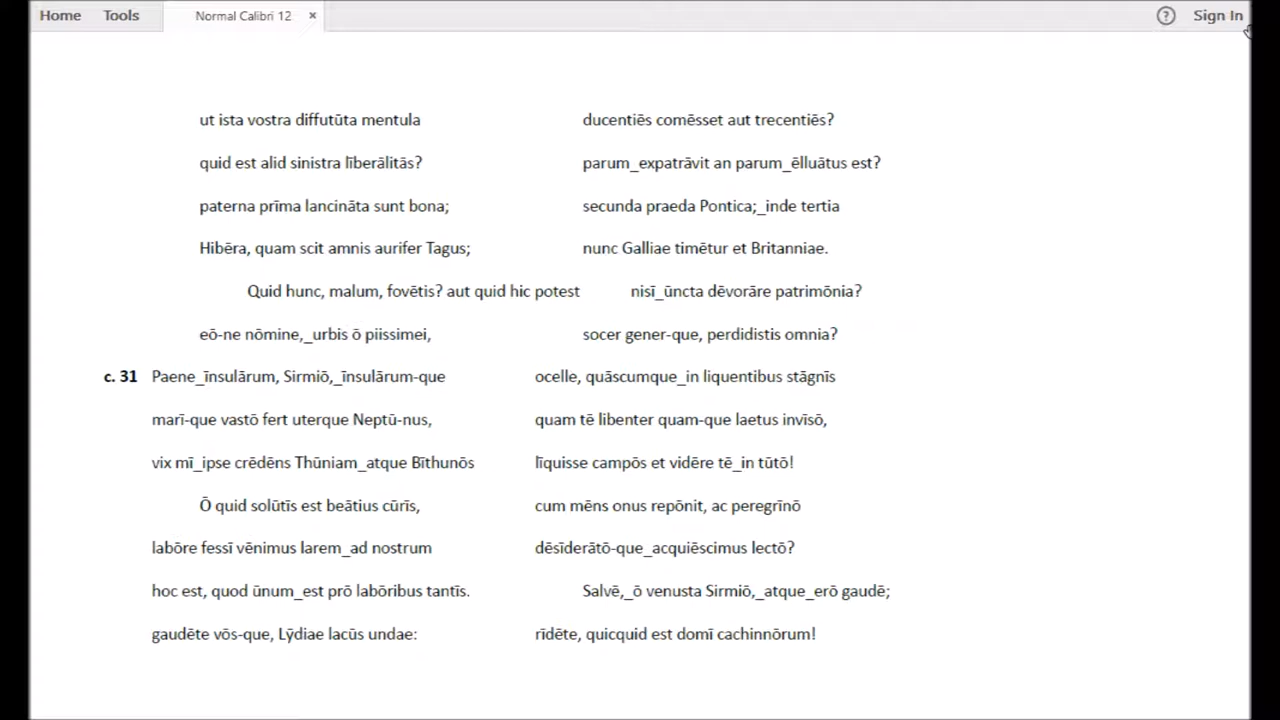 Home Tools Normal Calibri 12 × ? Sign In
ut ista vostra diffutūta mentula ducentiēs comēsset aut trecentiēs?
quid est alid sinistra līberālitās? parum_expatrāvit an parum_ēlluātus est?
paterna prīma lancināta sunt bona; secunda praeda Pontica;_inde tertia
Hibēra, quam scit amnis aurifer Tagus; nunc Galliae timētur et Britanniae.
Quid hunc, malum, fovētis? aut quid hic potest nisī_ūncta dēvorāre patrimōnia?
eō-ne nōmine,_urbis ō piissimei, socer gener-que, perdidistis omnia?
c. 31 Paene_īnsulārum, Sirmiō,_īnsulārum-que ocelle, quāscumque_in liquentibus stāgnīs
marī-que vastō fert uterque Neptū-nus, quam tē libenter quam-que laetus invīsō,
vix mī_ipse crēdēns Thūniam_atque Bīthunōs līquisse campōs et vidēre tē_in tūtō!
Ō quid solūtīs est beātius cūrīs, cum mēns onus repōnit, ac peregrīnō
labōre fessī vēnimus larem_ad nostrum dēsīderātō-que_acquiēscimus lectō?
hoc est, quod ūnum_est prō labōribus tantīs. Salvē,_ō venusta Sirmiō,_atque_erō gaudē;
gaudēte vōs-que, Lȳdiae lacūs undae: rīdēte, quicquid est domī cachinnōrum!